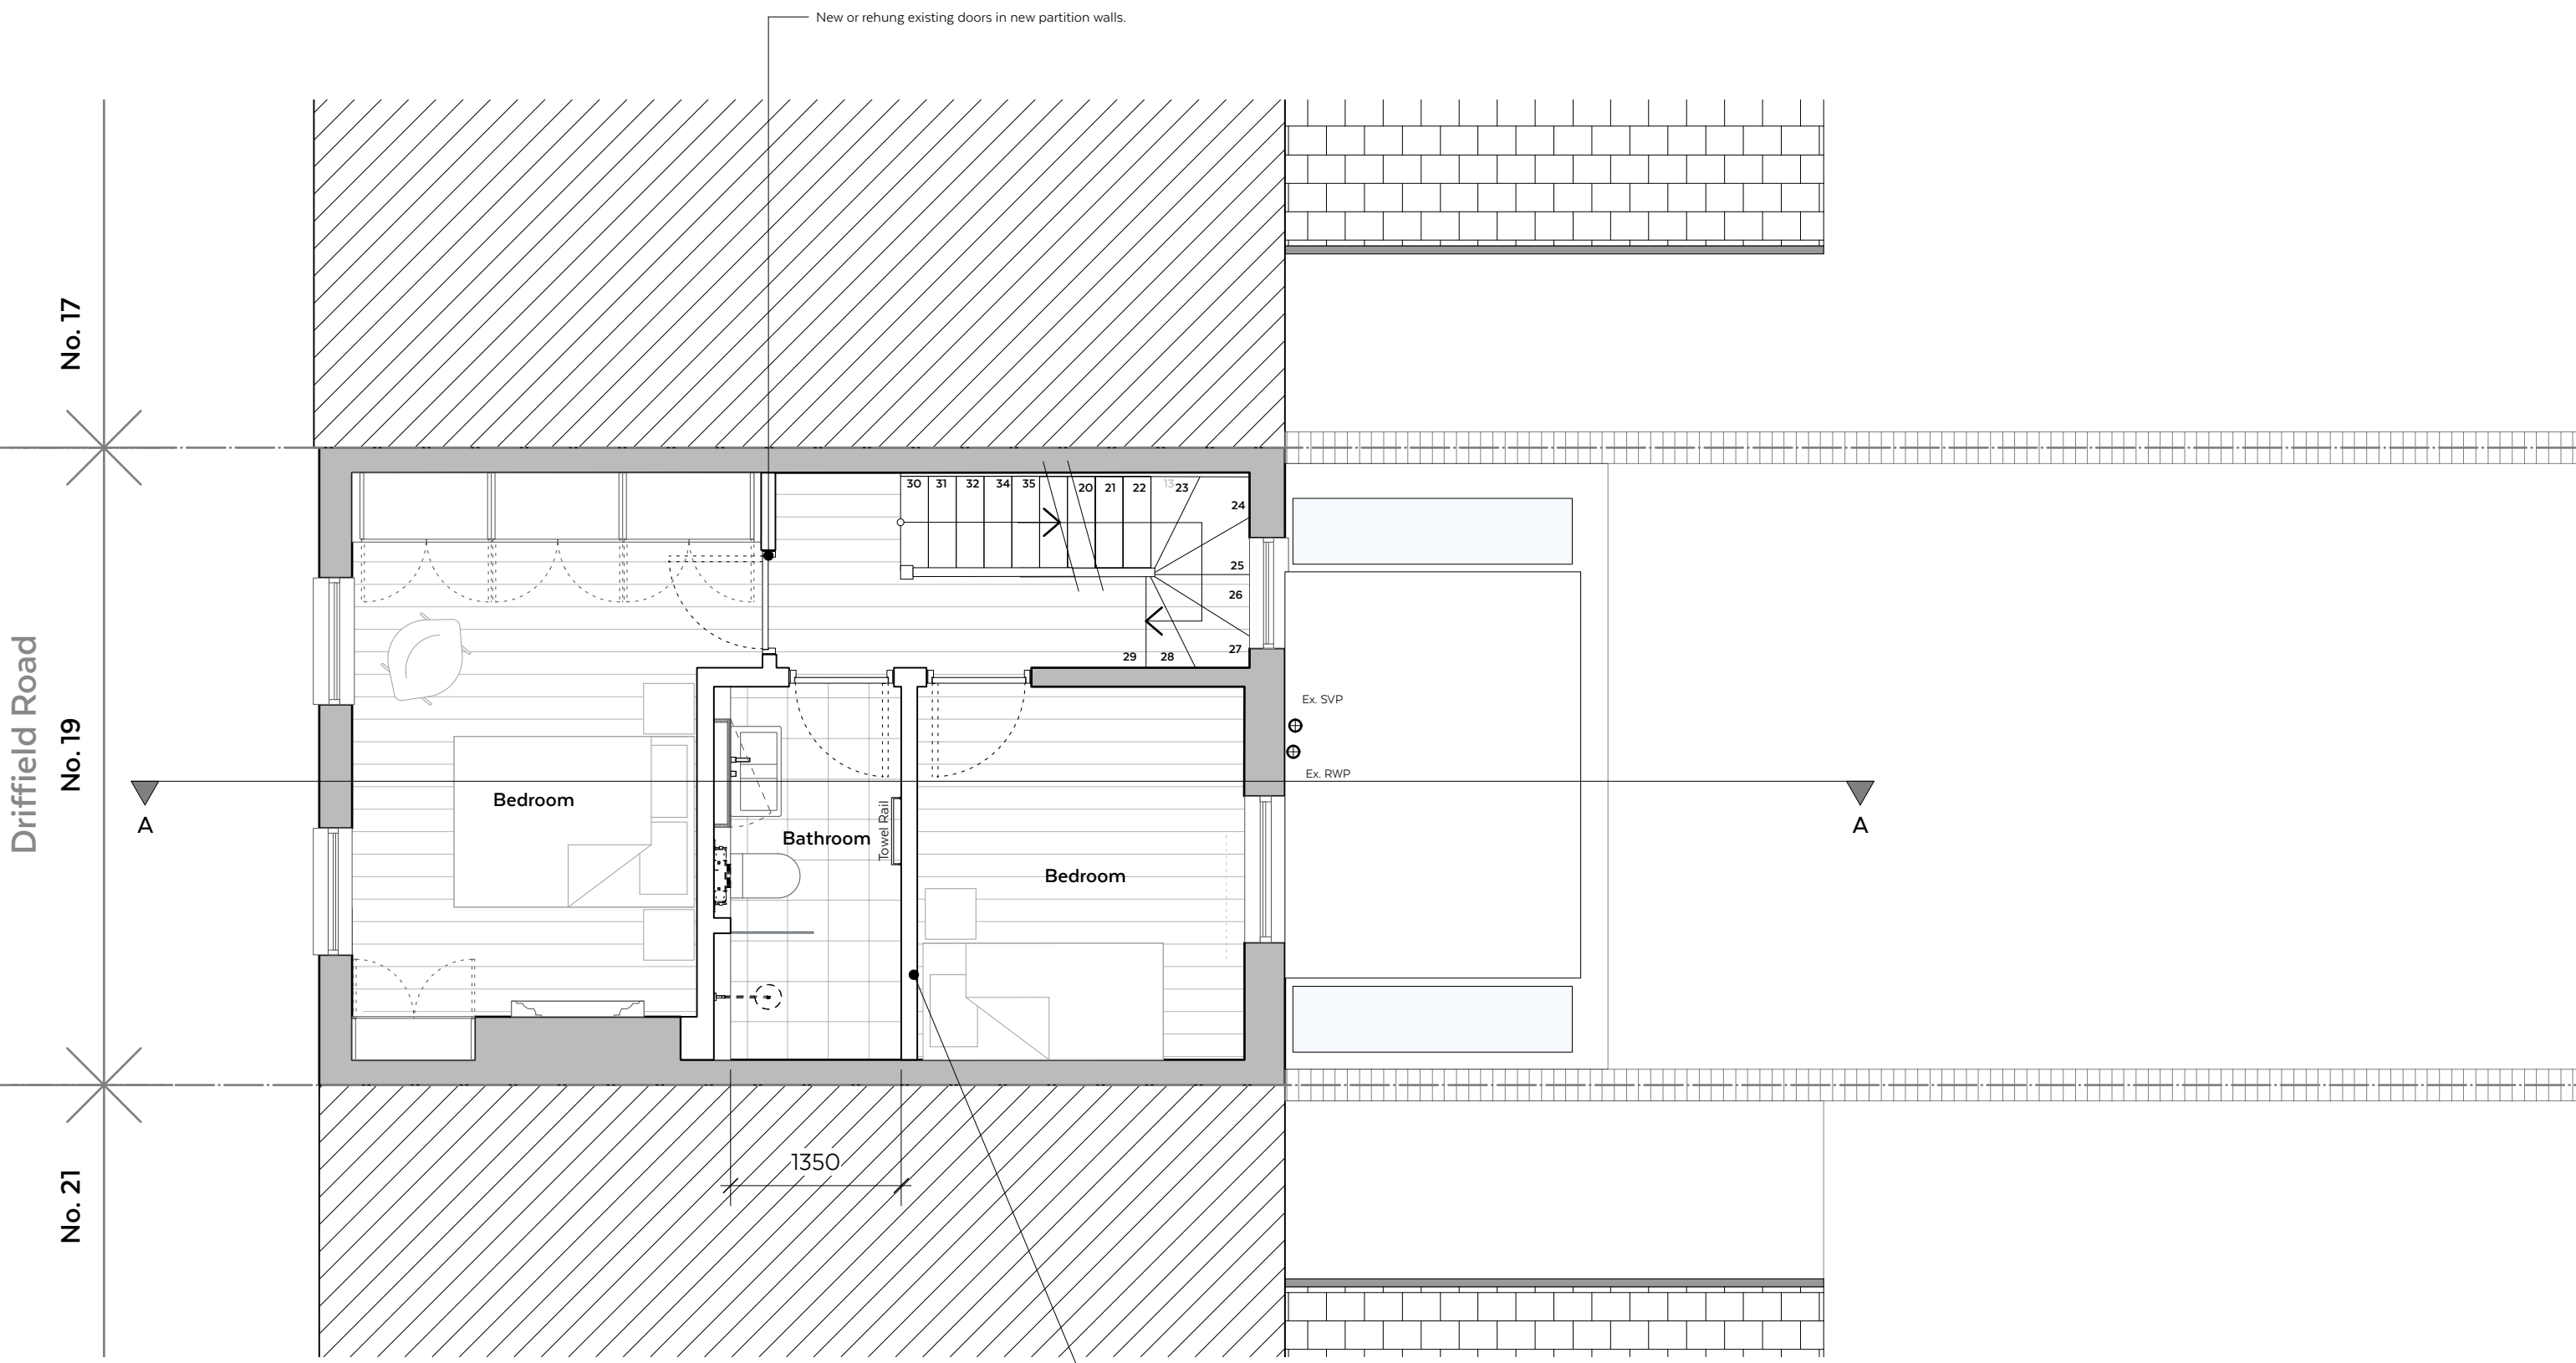 New or rehung existing doors in new partition walls.
No. 17
30 31 32 34 35 20 21 22 13 23
24
25
26
27
29 28
Driffield Road
No. 19
Ex. SVP
Ex. RWP
A
A
Bedroom
Bathroom
Towel Rail
Bedroom
1350
No. 21